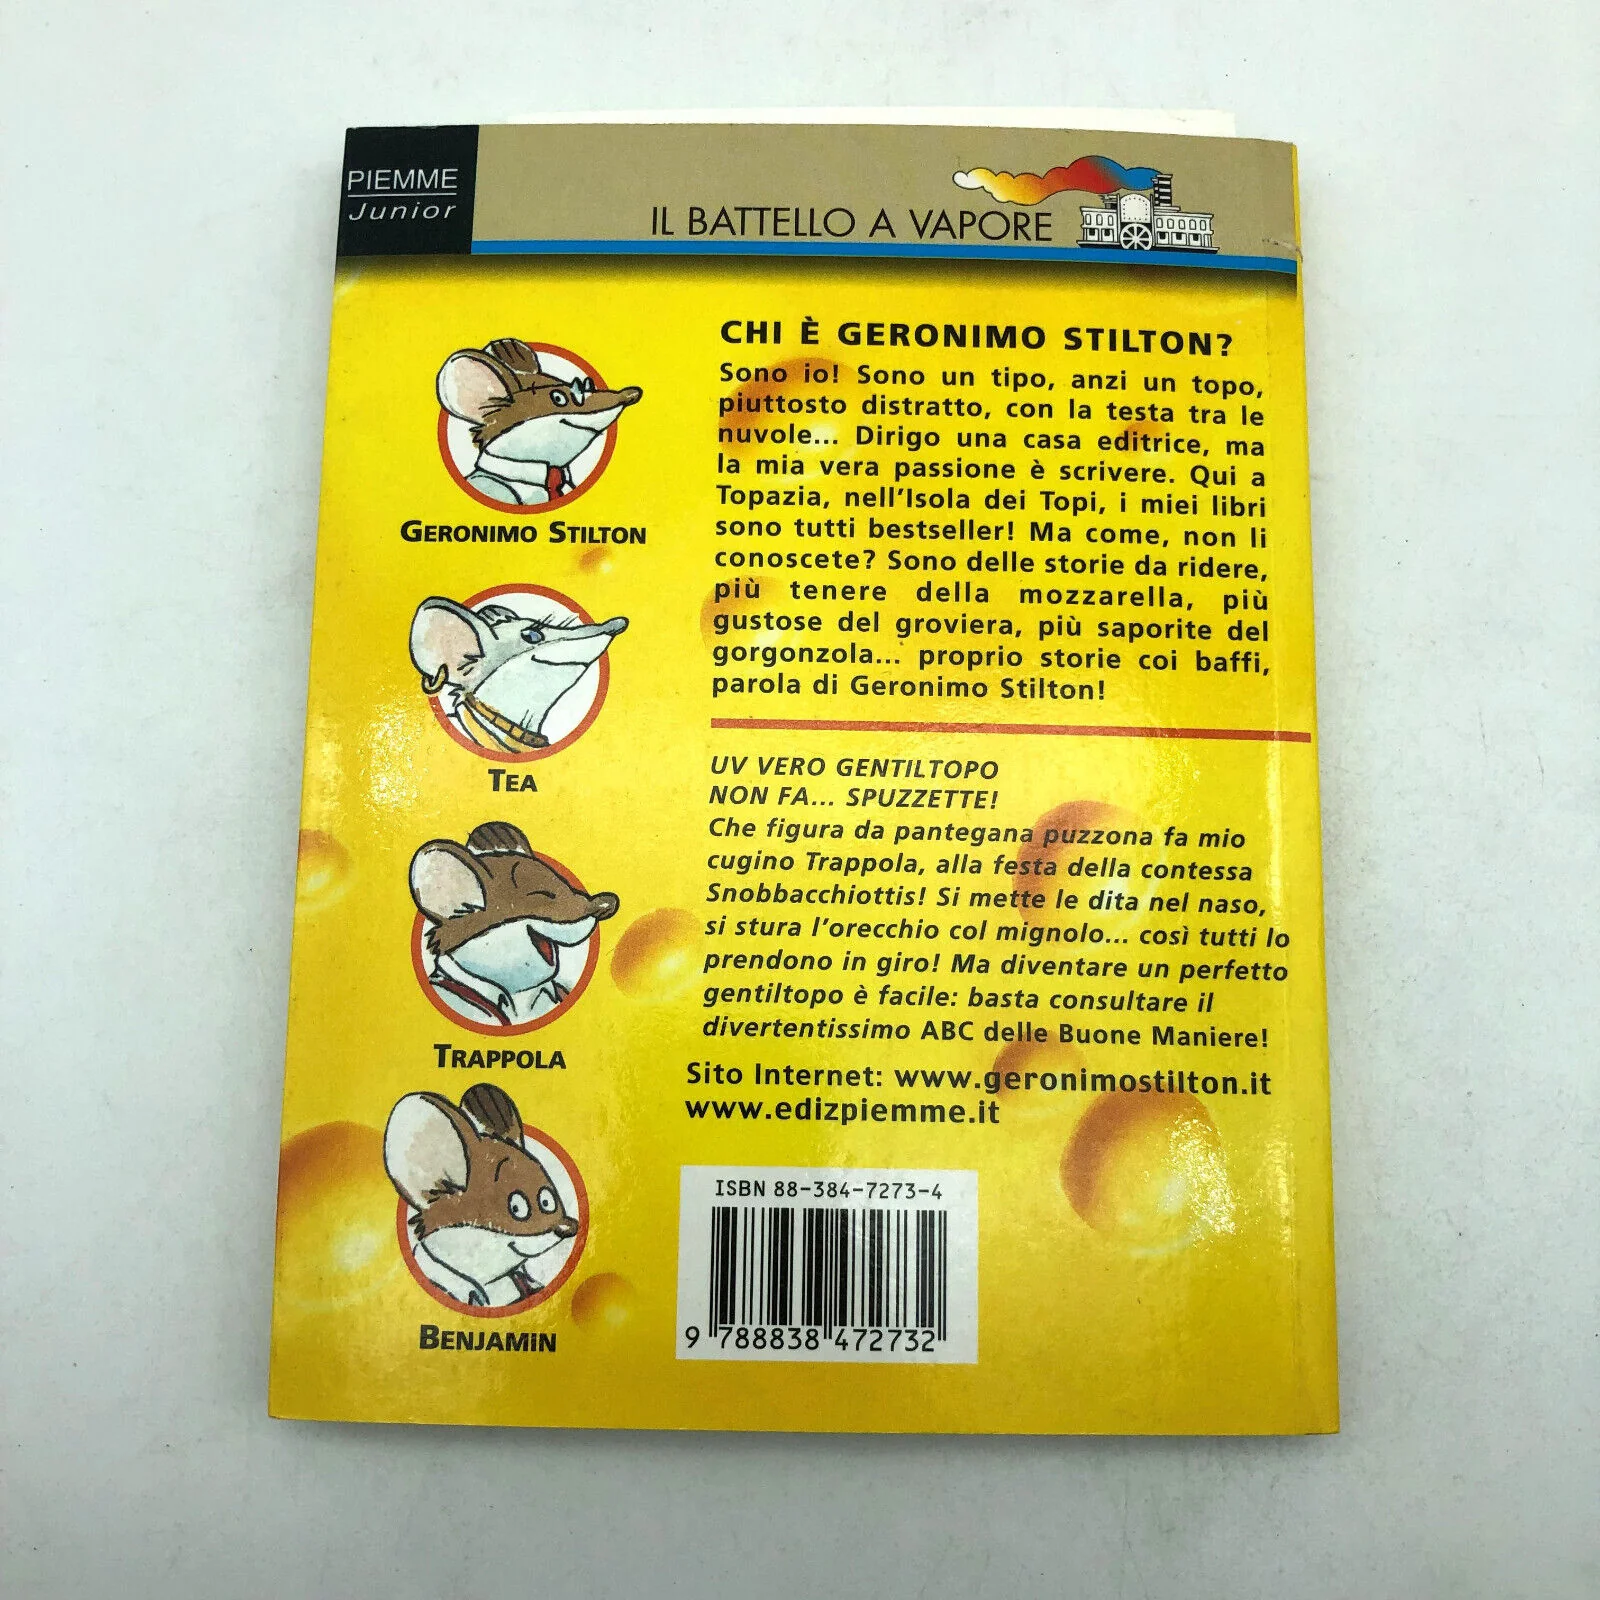 PIEMME
Junior
IL BATTELLO A VAPORE
GERONIMO STILTON
TEA
TRAPPOLA
BENJAMIN
CHI È GERONIMO STILTON?
Sono io! Sono un tipo, anzi un topo,
piuttosto distratto, con la testa tra le
nuvole... Dirigo una casa editrice, ma
la mia vera passione è scrivere. Qui a
Topazia, nell'Isola dei Topi, i miei libri
sono tutti bestseller! Ma come, non li
conoscete? Sono delle storie da ridere,
più tenere della mozzarella, più
gustose del groviera, più saporite del
gorgonzola... proprio storie coi baffi,
parola di Geronimo Stilton!
UV VERO GENTILTOPO
NON FA... SPUZZETTE!
Che figura da pantegana puzzona fa mio
cugino Trappola, alla festa della contessa
Snobbacchiottis! Si mette le dita nel naso,
si stura l'orecchio col mignolo... così tutti lo
prendono in giro! Ma diventare un perfetto
gentiltopo è facile: basta consultare il
divertentissimo ABC delle Buone Maniere!
Sito Internet: www.geronimostilton.it
www.edizpiemme.it
ISBN 88-384-7273-4
9 788838 472732